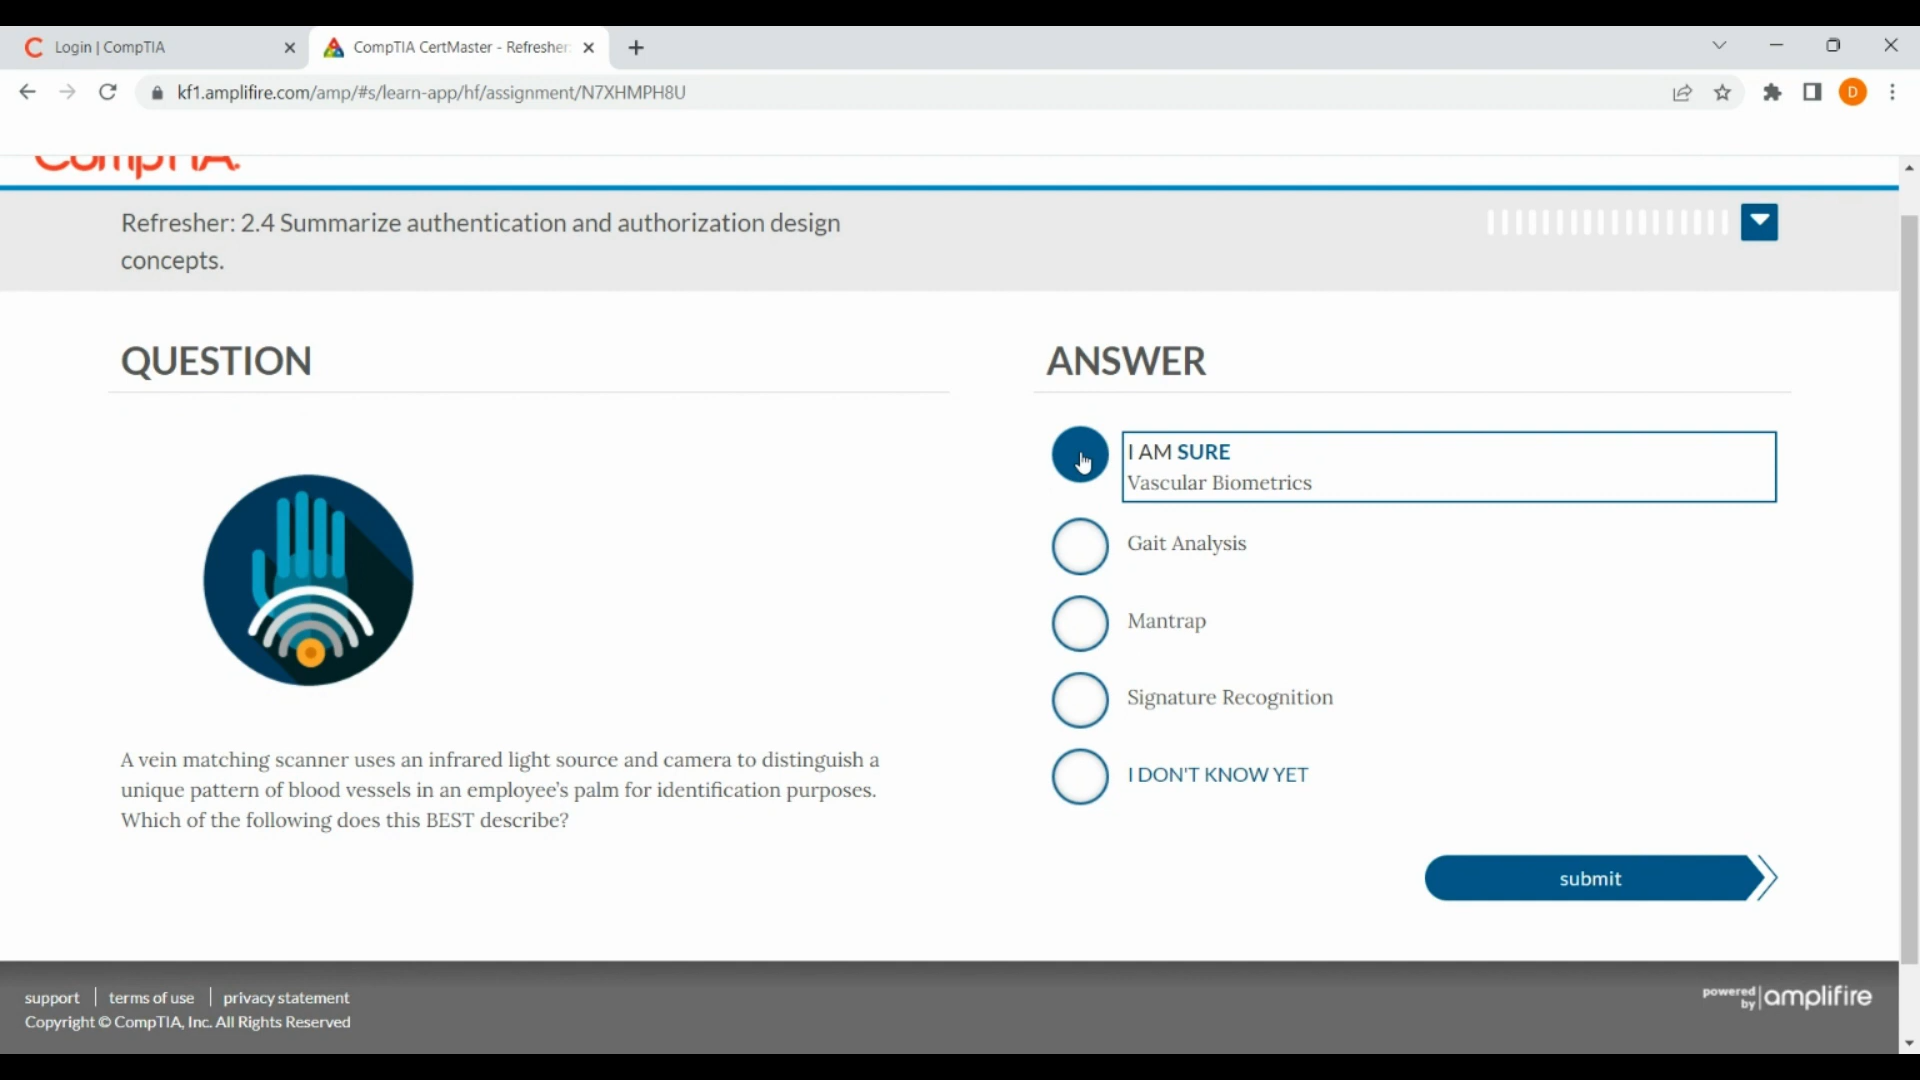 Login | CompTIA
CompTIA CertMaster - Refresher:
kf1.amplifire.com/amp/#s/learn-app/hf/assignment/N7XHMPH8U
D
CompTIA.
Refresher: 2.4 Summarize authentication and authorization design
concepts.
QUESTION
A vein matching scanner uses an infrared light source and camera to distinguish a
unique pattern of blood vessels in an employee's palm for identification purposes.
Which of the following does this BEST describe?
ANSWER
I AM SURE
Vascular Biometrics
Gait Analysis
Mantrap
Signature Recognition
I DON'T KNOW YET
submit
support | terms of use | privacy statement
Copyright © CompTIA, Inc. All Rights Reserved
powered by | amplifire